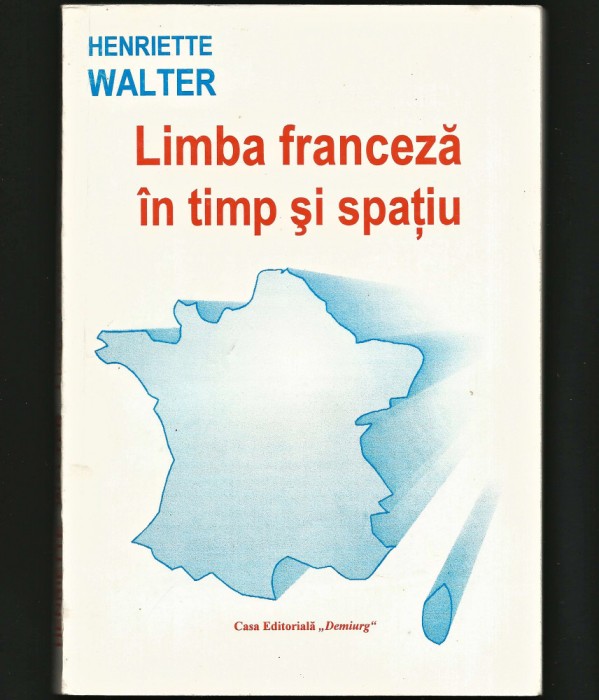 HENRIETTE
WALTER
Limba franceză
în timp şi spaţiu
Casa Editorială „Demiurg“